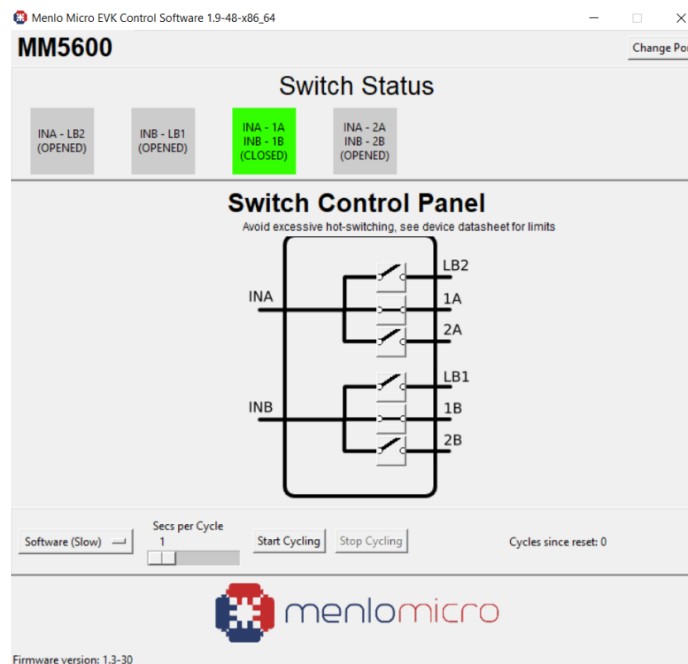 Menlo Micro EVK Control Software 1.9-48-x86_64
MM5600
Change Por
Switch Status
INA - LB2
(OPENED)
INB - LB1
(OPENED)
INA - 1A
INB - 1B
(CLOSED)
INA - 2A
INB - 2B
(OPENED)
Switch Control Panel
Avoid excessive hot-switching, see device datasheet for limits
LB2
INA
1A
2A
LB1
INB
1B
2B
Software (Slow)
Secs per Cycle
1
Start Cycling
Stop Cycling
Cycles since reset: 0
menlomicro
Firmware version: 1.3-30